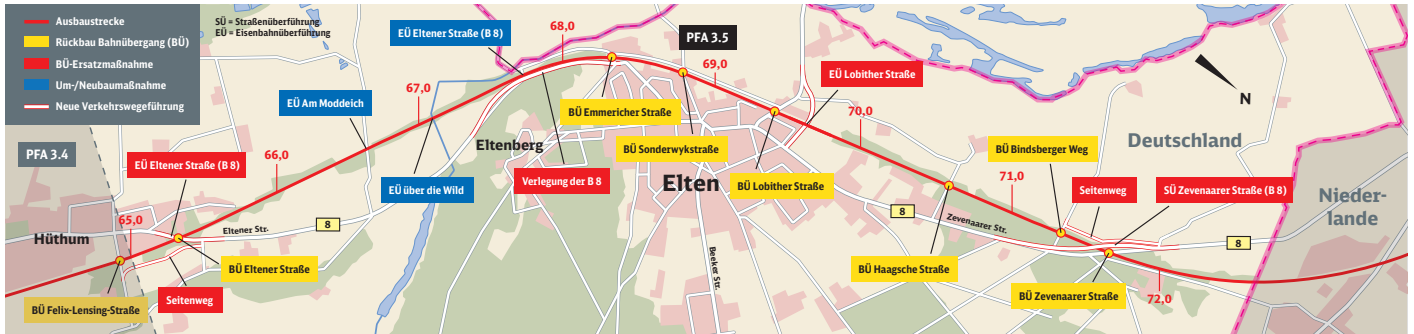 Ausbaustrecke
Rückbau Bahnübergang (BÜ)
BÜ-Ersatzmaßnahme
Um-/Neubaumaßnahme
Neue Verkehrswegeführung
SÜ = Straßenüberführung
EÜ = Eisenbahnüberführung
PFA 3.4
PFA 3.5
EÜ Eltener Straße (B 8)
68,0
69,0
EÜ Lobither Straße
67,0
EÜ Am Moddeich
BÜ Emmericher Straße
70,0
N
Deutschland
EÜ Eltener Straße (B 8)
66,0
Eltenberg
BÜ Sonderwykstraße
BÜ Bindsberger Weg
EÜ über die Wild
Verlegung der B 8
Elten
BÜ Lobither Straße
71,0
Seitenweg
SÜ Zevenaarer Straße (B 8)
Nieder-
lande
65,0
Hüthum
Eltener Str.
8
8
Zevenaarer Str.
8
BÜ Eltener Straße
Beeker Str.
BÜ Haagsche Straße
BÜ Felix-Lensing-Straße
Seitenweg
BÜ Zevenaarer Straße
72,0